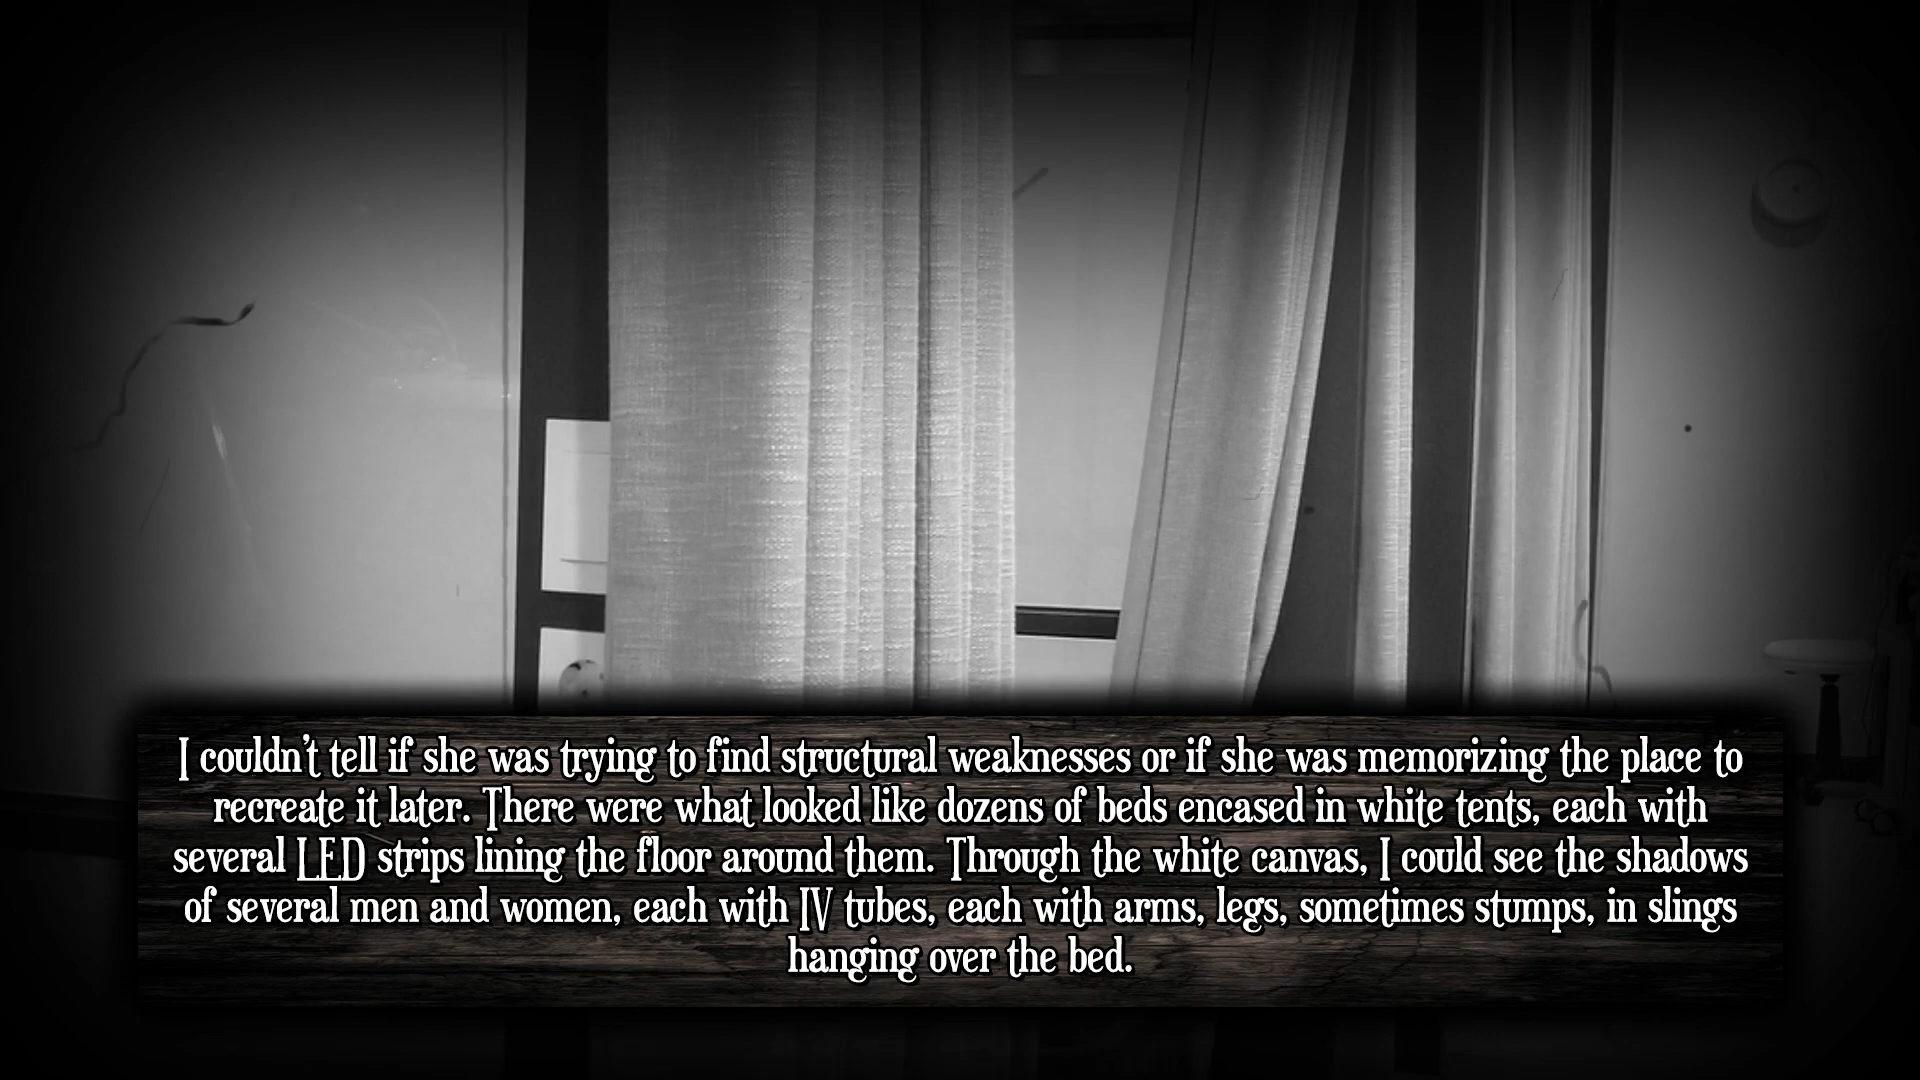 I couldn't tell if she was trying to find structural weaknesses or if she was memorizing the place to
recreate it later. There were what looked like dozens of beds encased in white tents, each with
several LED strips lining the floor around them. Through the white canvas, I could see the shadows
of several men and women, each with IV tubes, each with arms, legs, sometimes stumps, in slings
hanging over the bed.